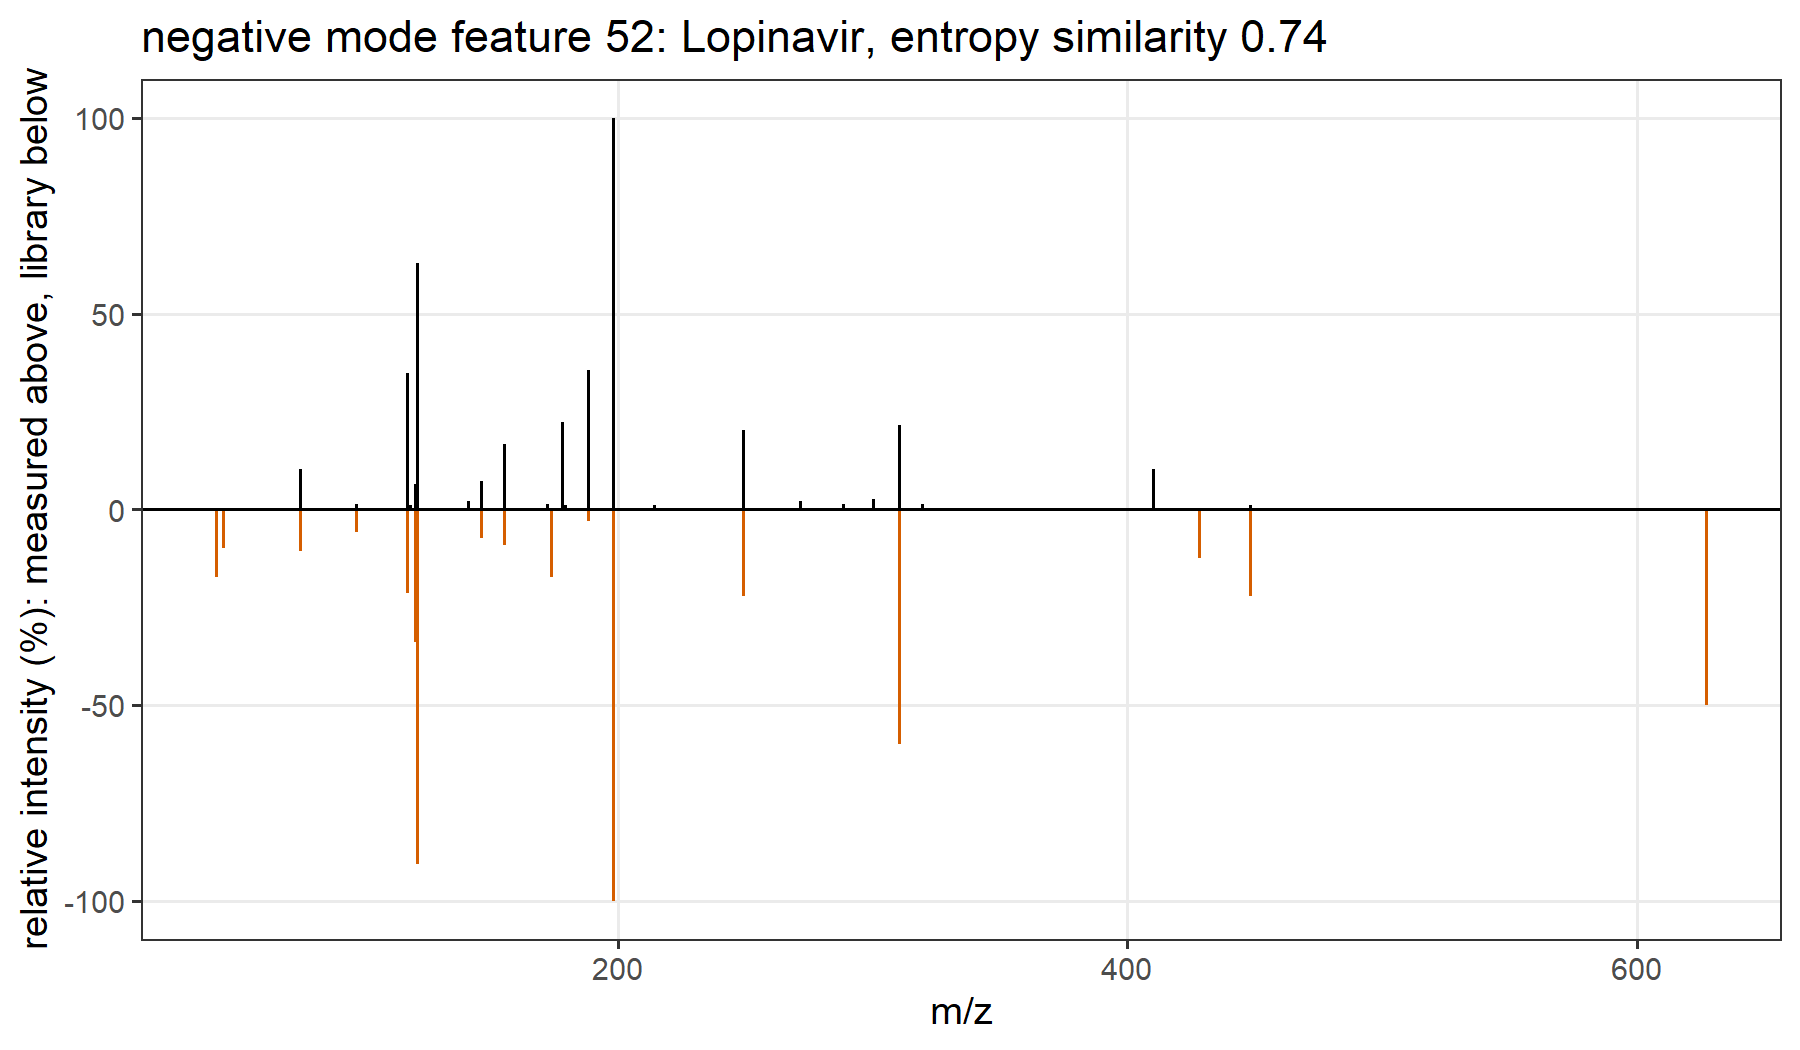 negative mode feature 52: Lopinavir, entropy similarity 0.74
relative intensity (%): measured above, library below
100
50
0
-50
-100
200
400
600
m/z